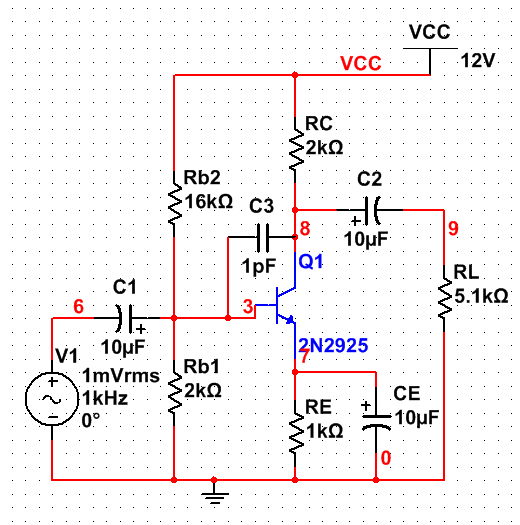 VCC
VCC
12V
RC
2kΩ
Rb2
16kΩ
C3
C2
8
9
1pF
10µF
Q1
RL
5.1kΩ
C1
6
3
10µF
2N2925
7
V1
1mVrms
1kHz
0°
Rb1
2kΩ
RE
1kΩ
CE
10µF
0